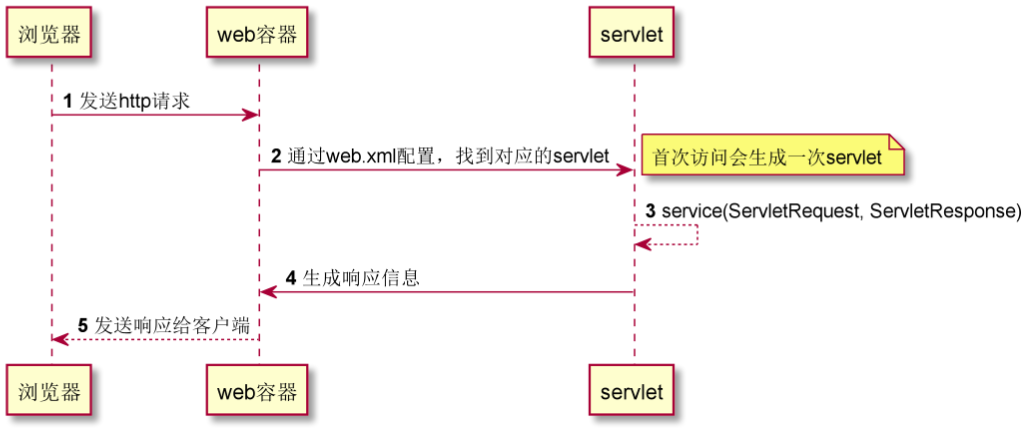 浏览器
web容器
servlet
1 发送http请求
2 通过web.xml配置，找到对应的servlet
首次访问会生成一次servlet
3 service(ServletRequest, ServletResponse)
4 生成响应信息
5 发送响应给客户端
浏览器
web容器
servlet